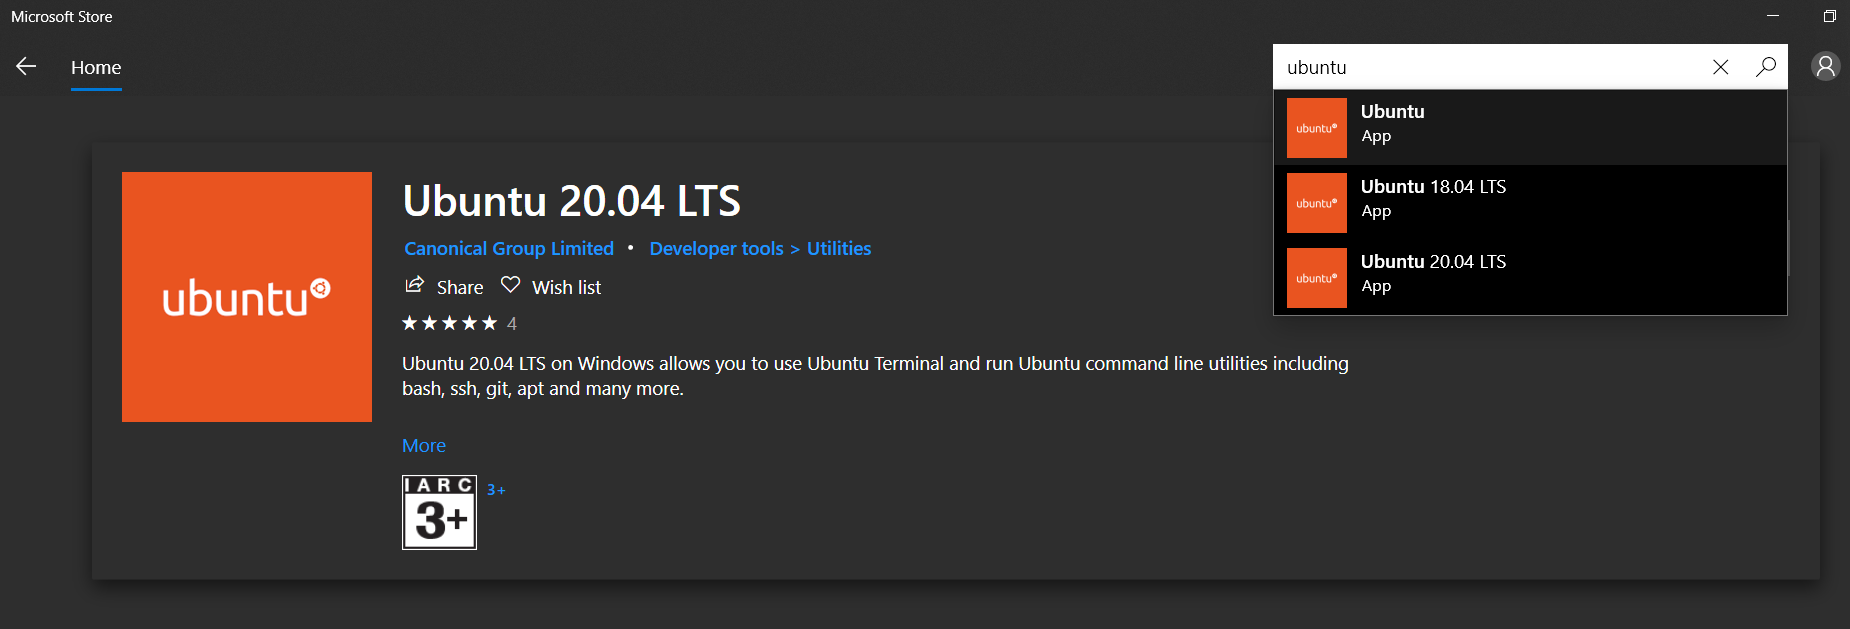 Microsoft Store
Home
ubuntu
Ubuntu
App
Ubuntu 18.04 LTS
App
Ubuntu 20.04 LTS
App
ubuntu
ubuntu
ubuntu
ubuntu
Ubuntu 20.04 LTS
Canonical Group Limited • Developer tools > Utilities
Share Wish list
★★★★★ 4
Ubuntu 20.04 LTS on Windows allows you to use Ubuntu Terminal and run Ubuntu command line utilities including
bash, ssh, git, apt and many more.
More
IARC
3+
3+